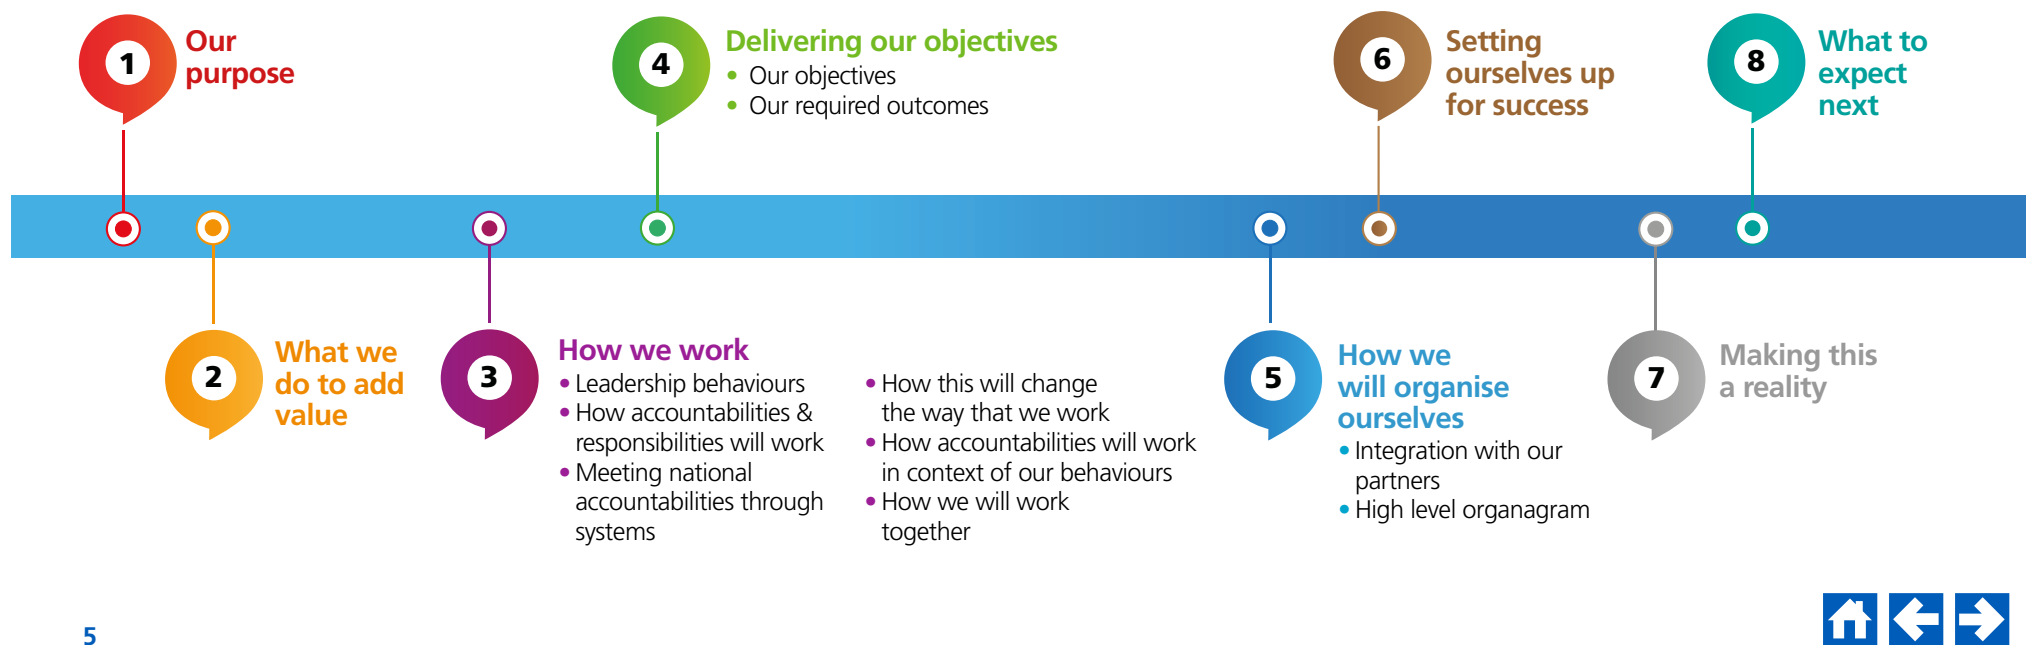 1
Our
purpose
2
What we
do to add
value
3
How we work
• Leadership behaviours
• How accountabilities &
responsibilities will work
• Meeting national
accountabilities through
systems
• How this will change
the way that we work
• How accountabilities will work
in context of our behaviours
• How we will work
together
4
Delivering our objectives
• Our objectives
• Our required outcomes
5
How we
will organise
ourselves
• Integration with our
partners
• High level organagram
6
Setting
ourselves up
for success
7
Making this
a reality
8
What to
expect
next
5